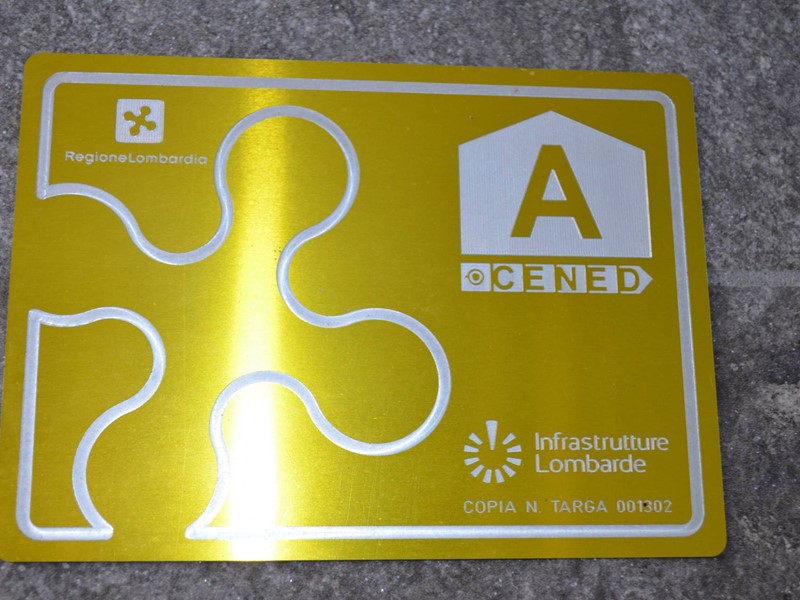 RegioneLombardia
A
CENED
Infrastrutture
Lombarde
COPIA N. TARGA 001302